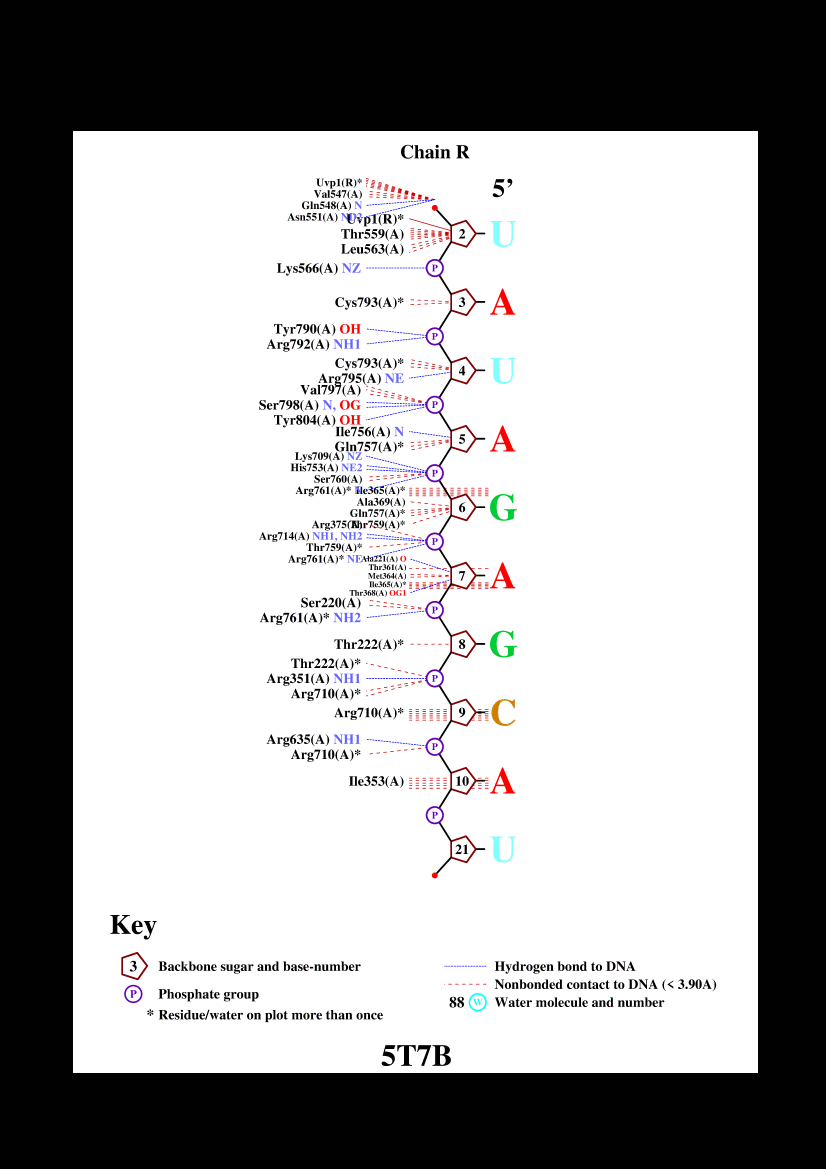 Chain R
5’
Uvp1(R)*
Val547(A)
Gln548(A) N
Asn551(A) ND2
Uvp1(R)*
Thr559(A)
2 U
Leu563(A)
Lys566(A) NZ P
Cys793(A)* 3 A
Tyr790(A) OH
P
Arg792(A) NH1
Cys793(A)*
4 U
Arg795(A) NE
Val797(A)
Ser798(A) N, OG P
Tyr804(A) OH
Ile756(A) N
5 A
Gln757(A)*
Lys709(A) NZ
His753(A) NE2
P
Ser760(A)
Arg761(A)*
Ile365(A)*
Ala369(A)
6 G
Gln757(A)*
Thr759(A)*
Arg375(A)
Arg714(A) NH1, NH2
P
Thr759(A)*
Arg761(A)* NE
Ala221(A) O
Thr361(A)
Met364(A)
7 A
Ile365(A)*
Thr368(A) OG1
Ser220(A)
P
Arg761(A)* NH2
Thr222(A)* 8 G
Thr222(A)*
Arg351(A) NH1 P
Arg710(A)*
Arg710(A)* 9 C
Arg635(A) NH1
P
Arg710(A)*
Ile353(A) 10 A
P
21 U
Key
3 Backbone sugar and base-number
P Phosphate group
* Residue/water on plot more than once
Hydrogen bond to DNA
Nonbonded contact to DNA (< 3.90A)
88 W Water molecule and number
5T7B